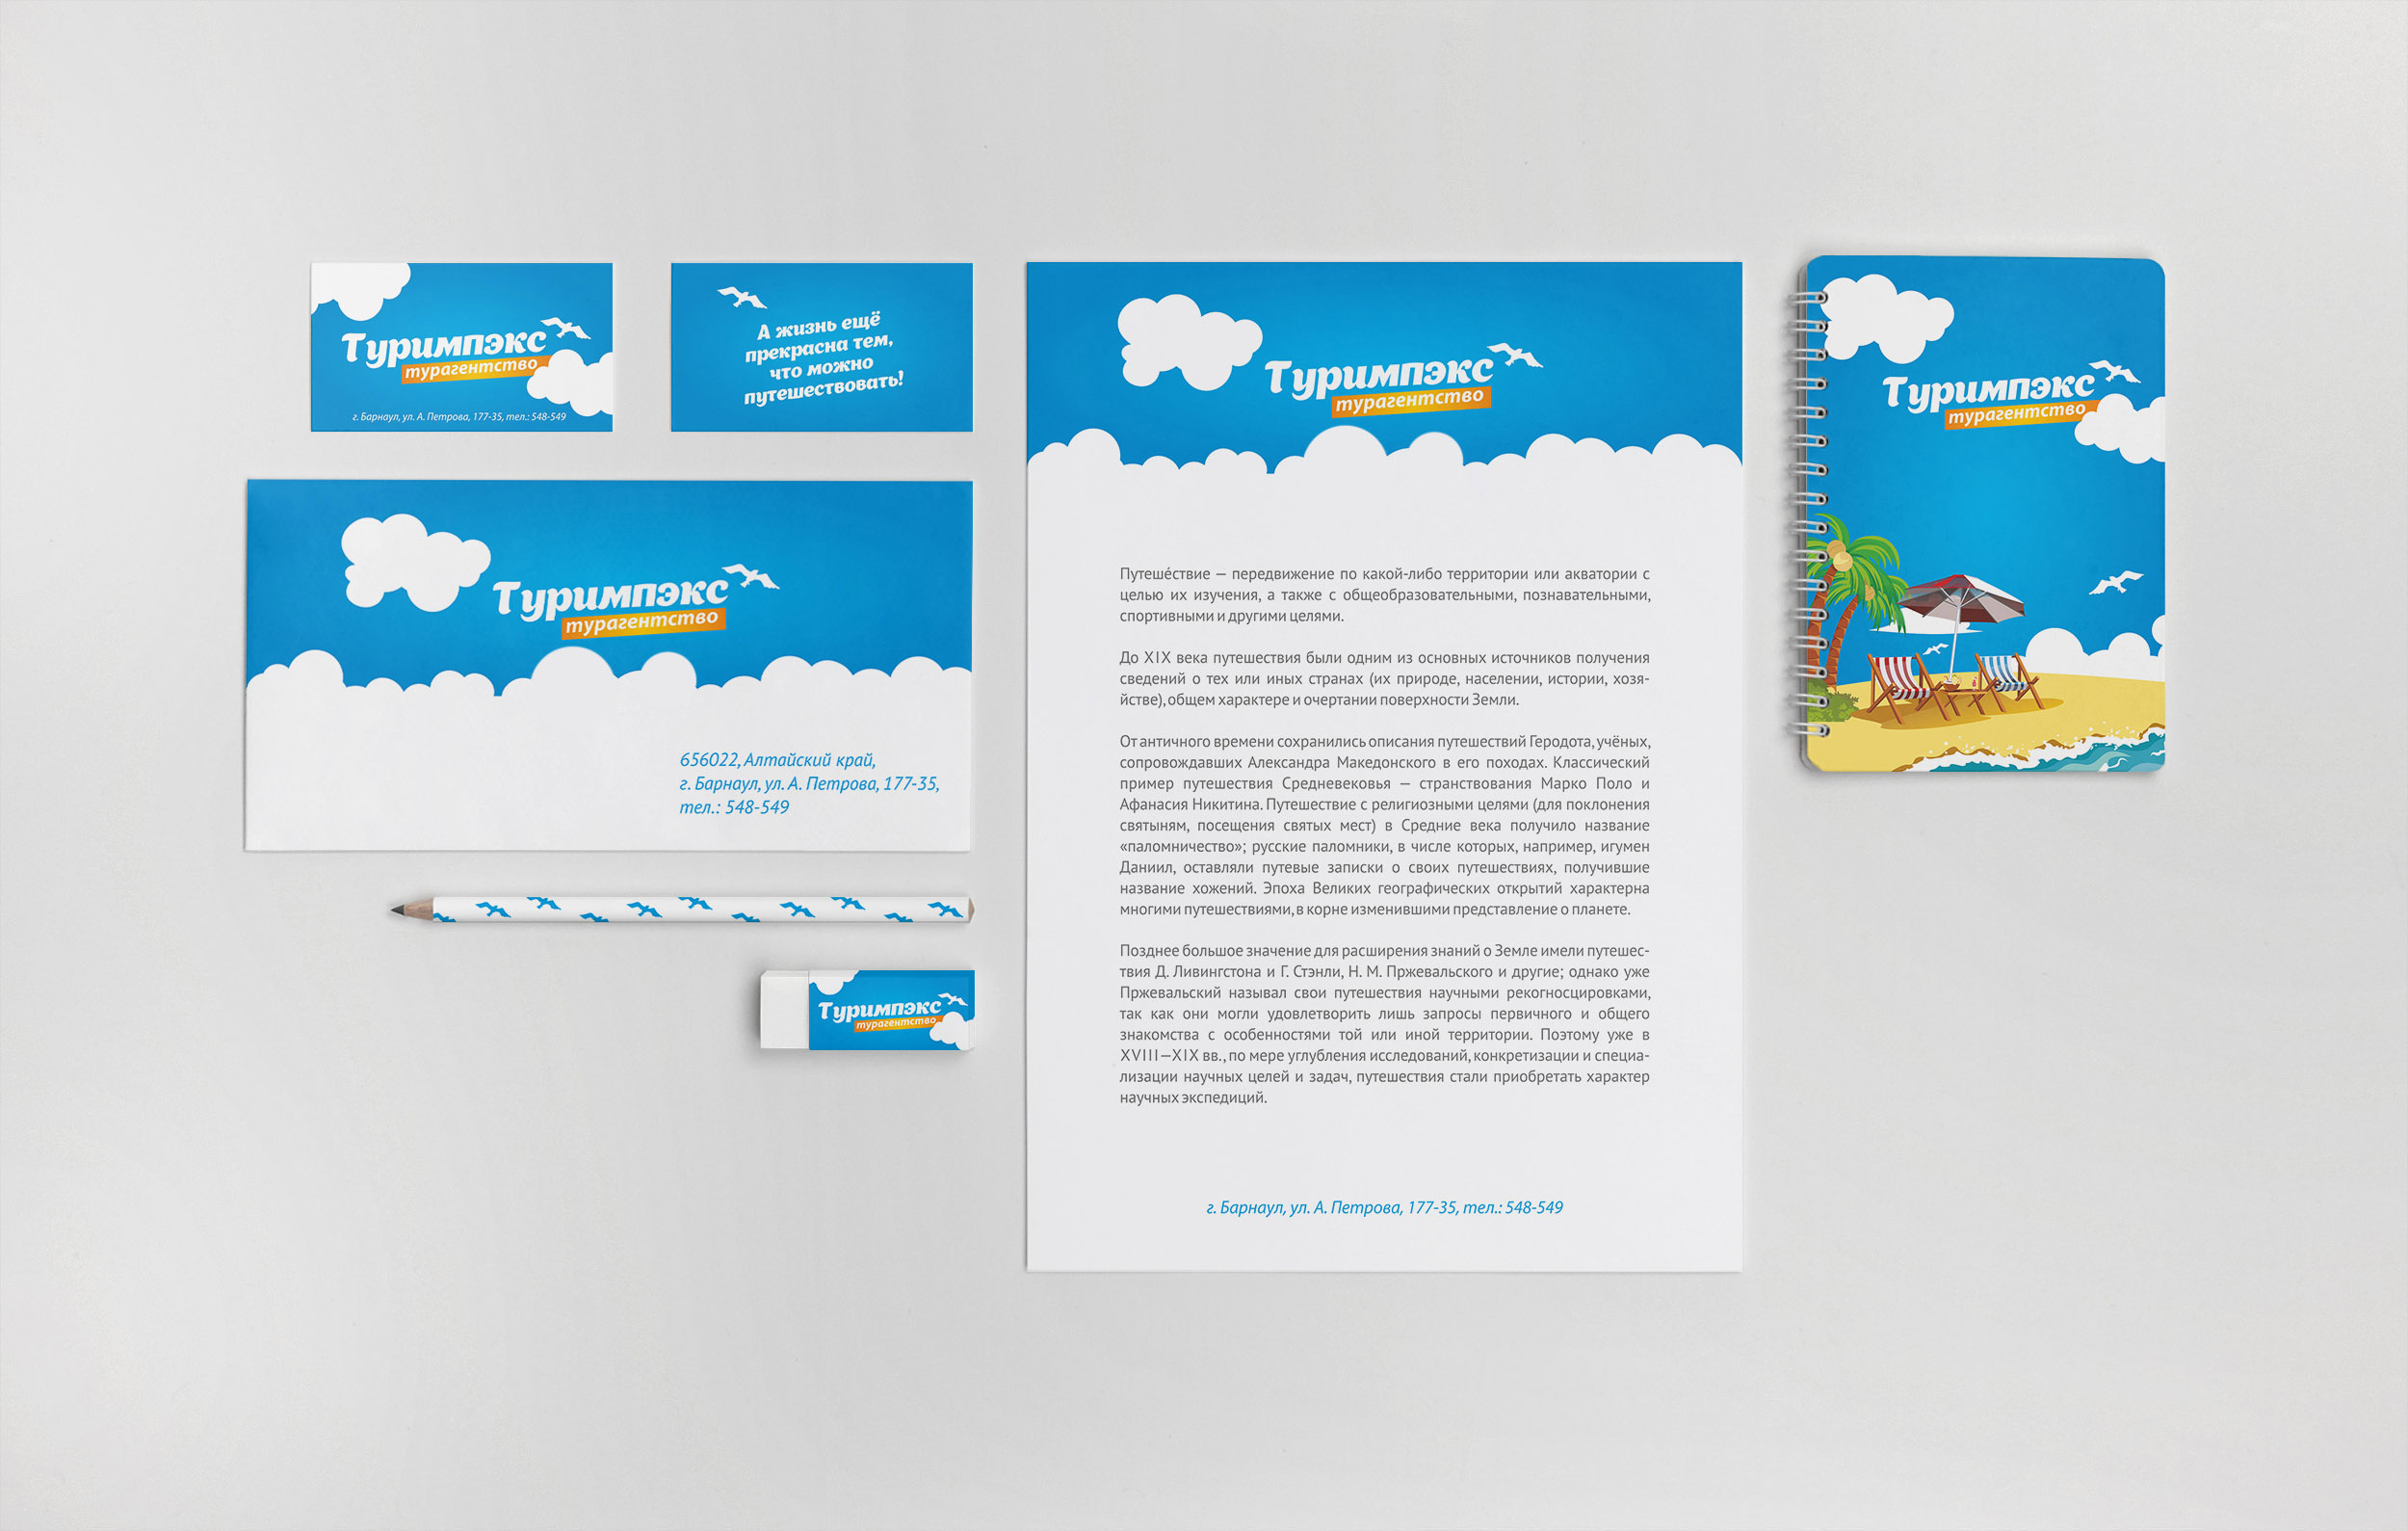 Туримпэкс
турагентство
г. Барнаул, ул. А. Петрова, 177-35, тел.: 548-549
А жизнь ещё
прекрасна тем,
что можно
путешествовать!
Туримпэкс
турагентство
656022, Алтайский край,
г. Барнаул, ул. А. Петрова, 177-35,
тел.: 548-549
Туримпэкс
турагентство
Туримпэкс
турагентство
Путеше́ствие — передвижение по какой-либо территории или акватории с
целью их изучения, а также с общеобразовательными, познавательными,
спортивными и другими целями.
До XIX века путешествия были одним из основных источников получения
сведений о тех или иных странах (их природе, населении, истории, хозя-
йстве), общем характере и очертании поверхности Земли.
От античного времени сохранились описания путешествий Геродота, учёных,
сопровождавших Александра Македонского в его походах. Классический
пример путешествия Средневековья — странствования Марко Поло и
Афанасия Никитина. Путешествие с религиозными целями (для поклонения
святыням, посещения святых мест) в Средние века получило название
«паломничество»; русские паломники, в числе которых, например, игумен
Даниил, оставляли путевые записки о своих путешествиях, получившие
название хожений. Эпоха Великих географических открытий характерна
многими путешествиями, в корне изменившими представление о планете.
Позднее большое значение для расширения знаний о Земле имели путешес-
твия Д. Ливингстона и Г. Стэнли, Н. М. Пржевальского и другие; однако уже
Пржевальский называл свои путешествия научными рекогносцировками,
так как они могли удовлетворить лишь запросы первичного и общего
знакомства с особенностями той или иной территории. Поэтому уже в
XVIII—XIX вв., по мере углубления исследований, конкретизации и специа-
лизации научных целей и задач, путешествия стали приобретать характер
научных экспедиций.
г. Барнаул, ул. А. Петрова, 177-35, тел.: 548-549
Туримпэкс
турагентство